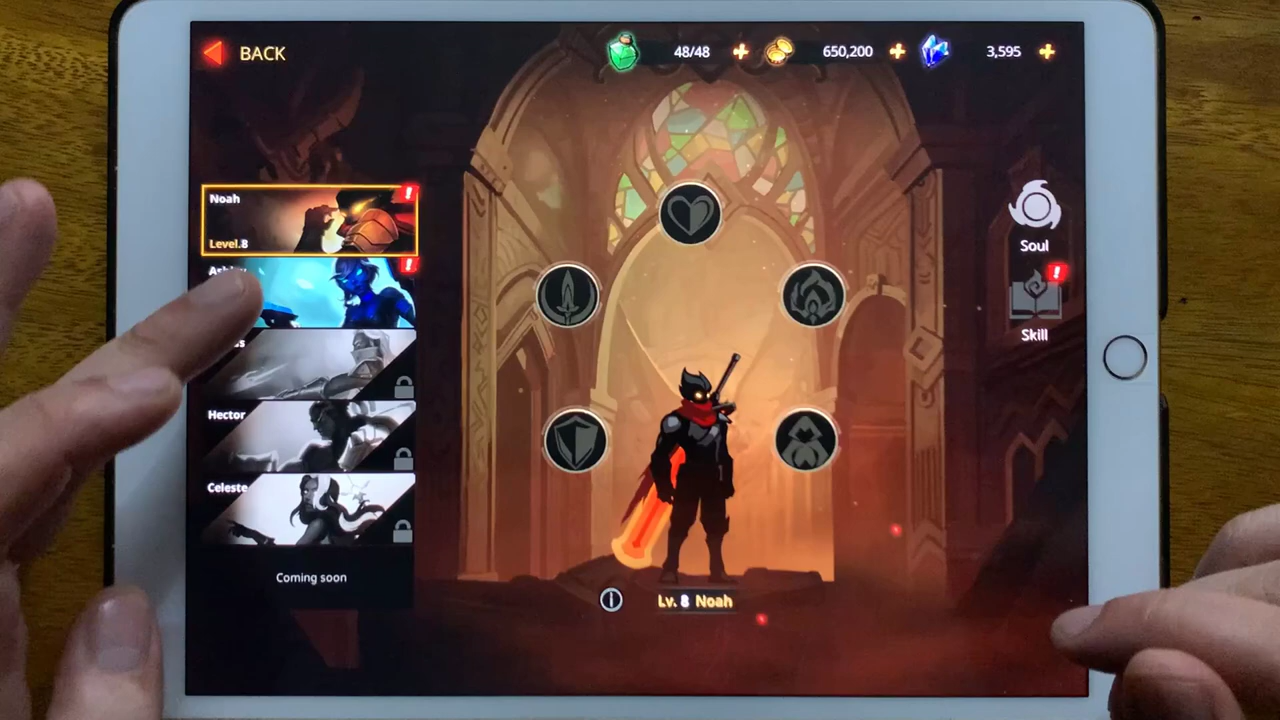 BACK
48/48
650,200
3,595
Noah
Level.8
Hector
Celeste
Coming soon
Soul
Skill
Lv. 8 Noah